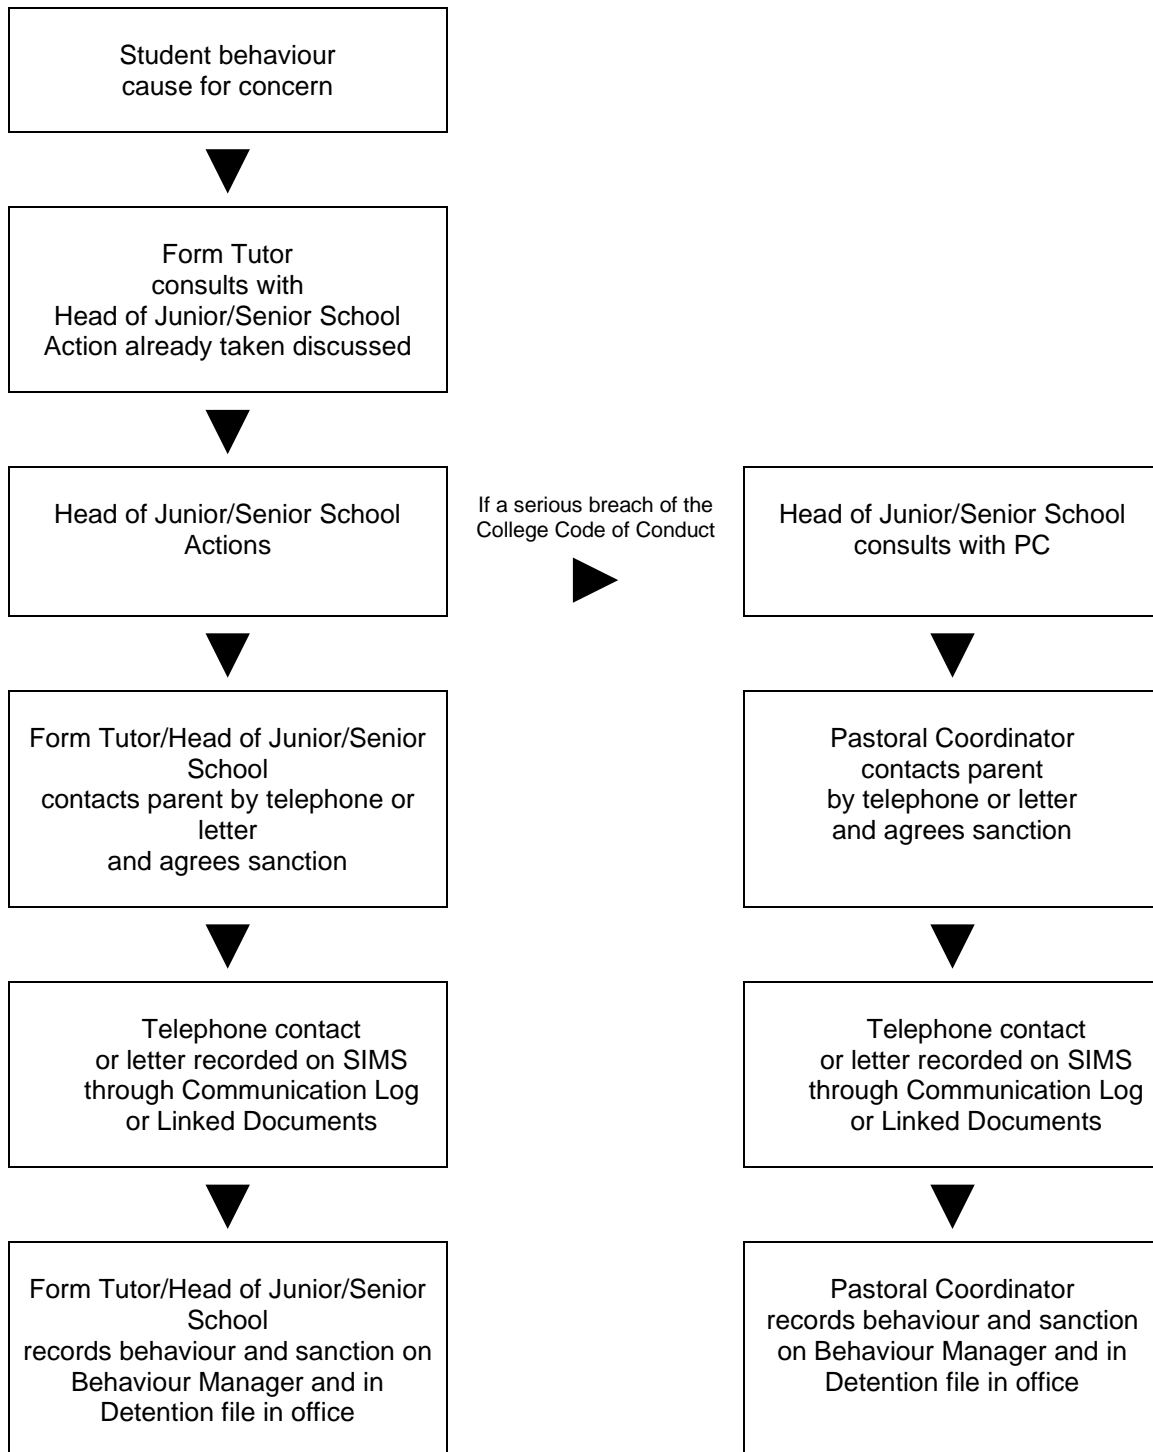 Student behaviour
cause for concern
Form Tutor
consults with
Head of Junior/Senior School
Action already taken discussed
Head of Junior/Senior School
Actions
If a serious breach of the
College Code of Conduct
Head of Junior/Senior School
consults with PC
Form Tutor/Head of Junior/Senior
School
contacts parent by telephone or
letter
and agrees sanction
Pastoral Coordinator
contacts parent
by telephone or letter
and agrees sanction
Telephone contact
or letter recorded on SIMS
through Communication Log
or Linked Documents
Telephone contact
or letter recorded on SIMS
through Communication Log
or Linked Documents
Form Tutor/Head of Junior/Senior
School
records behaviour and sanction on
Behaviour Manager and in
Detention file in office
Pastoral Coordinator
records behaviour and sanction
on Behaviour Manager and in
Detention file in office